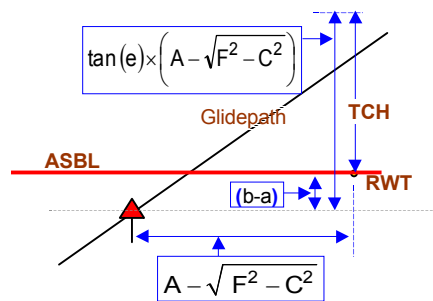 tan(e)×(A−√F²−C²)
Glidepath
TCH
ASBL
RWT
(b-a)
A−√F²−C²